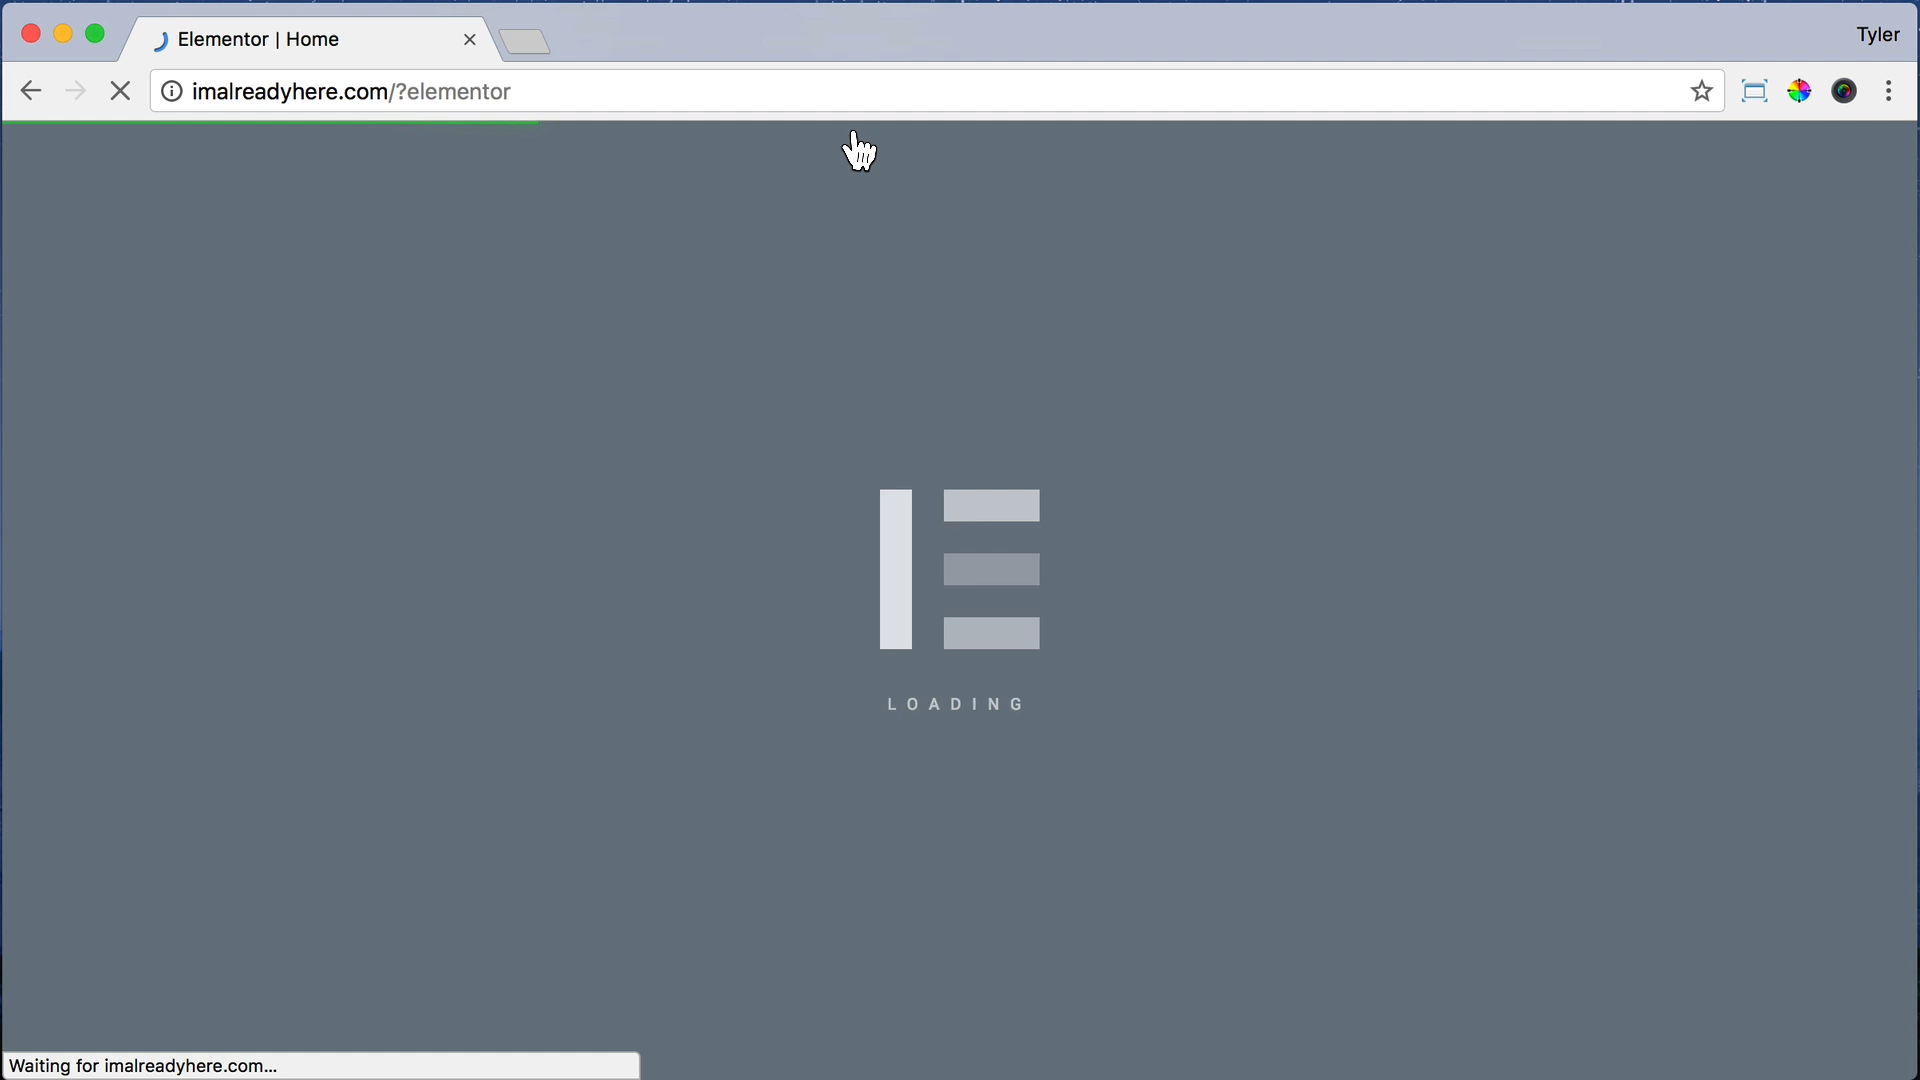 Elementor | Home
Tyler
imalreadyhere.com/?elementor
LOADING
Waiting for imalreadyhere.com...